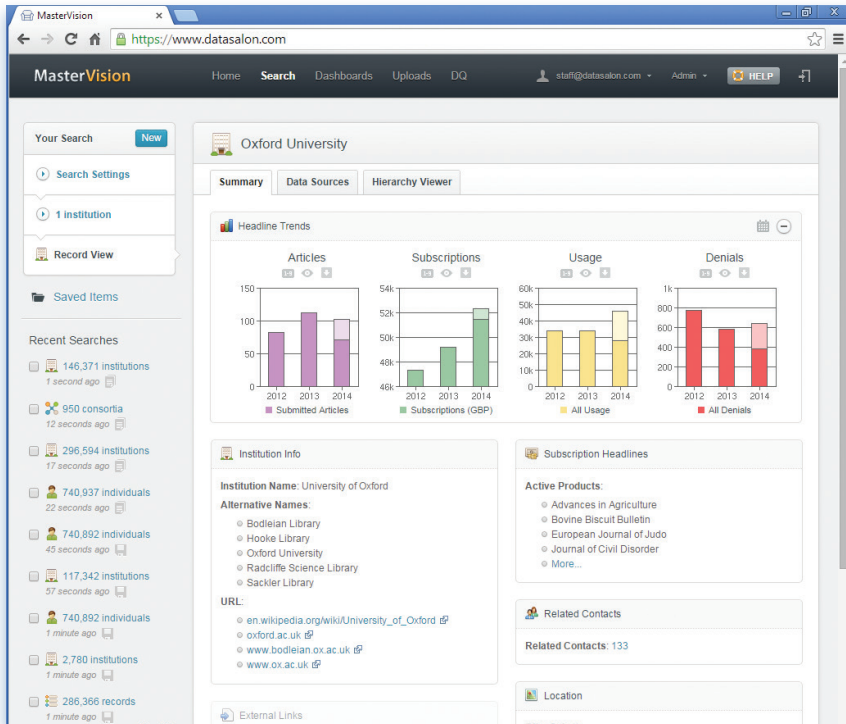 MasterVision
https://www.datasalon.com
MasterVision
Home Search Dashboards Uploads DQ staff@datasalon.com Admin HELP
Your Search New
Search Settings
1 institution
Record View
Saved Items
Recent Searches
146,371 institutions
1 second ago
950 consortia
12 seconds ago
296,594 institutions
17 seconds ago
740,937 individuals
22 seconds ago
740,892 individuals
45 seconds ago
117,342 institutions
57 seconds ago
740,892 individuals
1 minute ago
2,780 institutions
1 minute ago
286,366 records
1 minute ago
Oxford University
Summary Data Sources Hierarchy Viewer
Headline Trends
Articles
150
100
50
0
2012 2013 2014
Submitted Articles
Subscriptions
54k
52k
50k
48k
46k
2012 2013 2014
Subscriptions (GBP)
Usage
60k
50k
40k
30k
20k
10k
0
2012 2013 2014
All Usage
Denials
1k
800
600
400
200
0
2012 2013 2014
All Denials
Institution Info
Institution Name: University of Oxford
Alternative Names:
Bodleian Library
Hooke Library
Oxford University
Radcliffe Science Library
Sackler Library
URL:
en.wikipedia.org/wiki/University_of_Oxford
oxford.ac.uk
www.bodleian.ox.ac.uk
www.ox.ac.uk
External Links
Subscription Headlines
Active Products:
Advances in Agriculture
Bovine Biscuit Bulletin
European Journal of Judo
Journal of Civil Disorder
More...
Related Contacts
Related Contacts: 133
Location